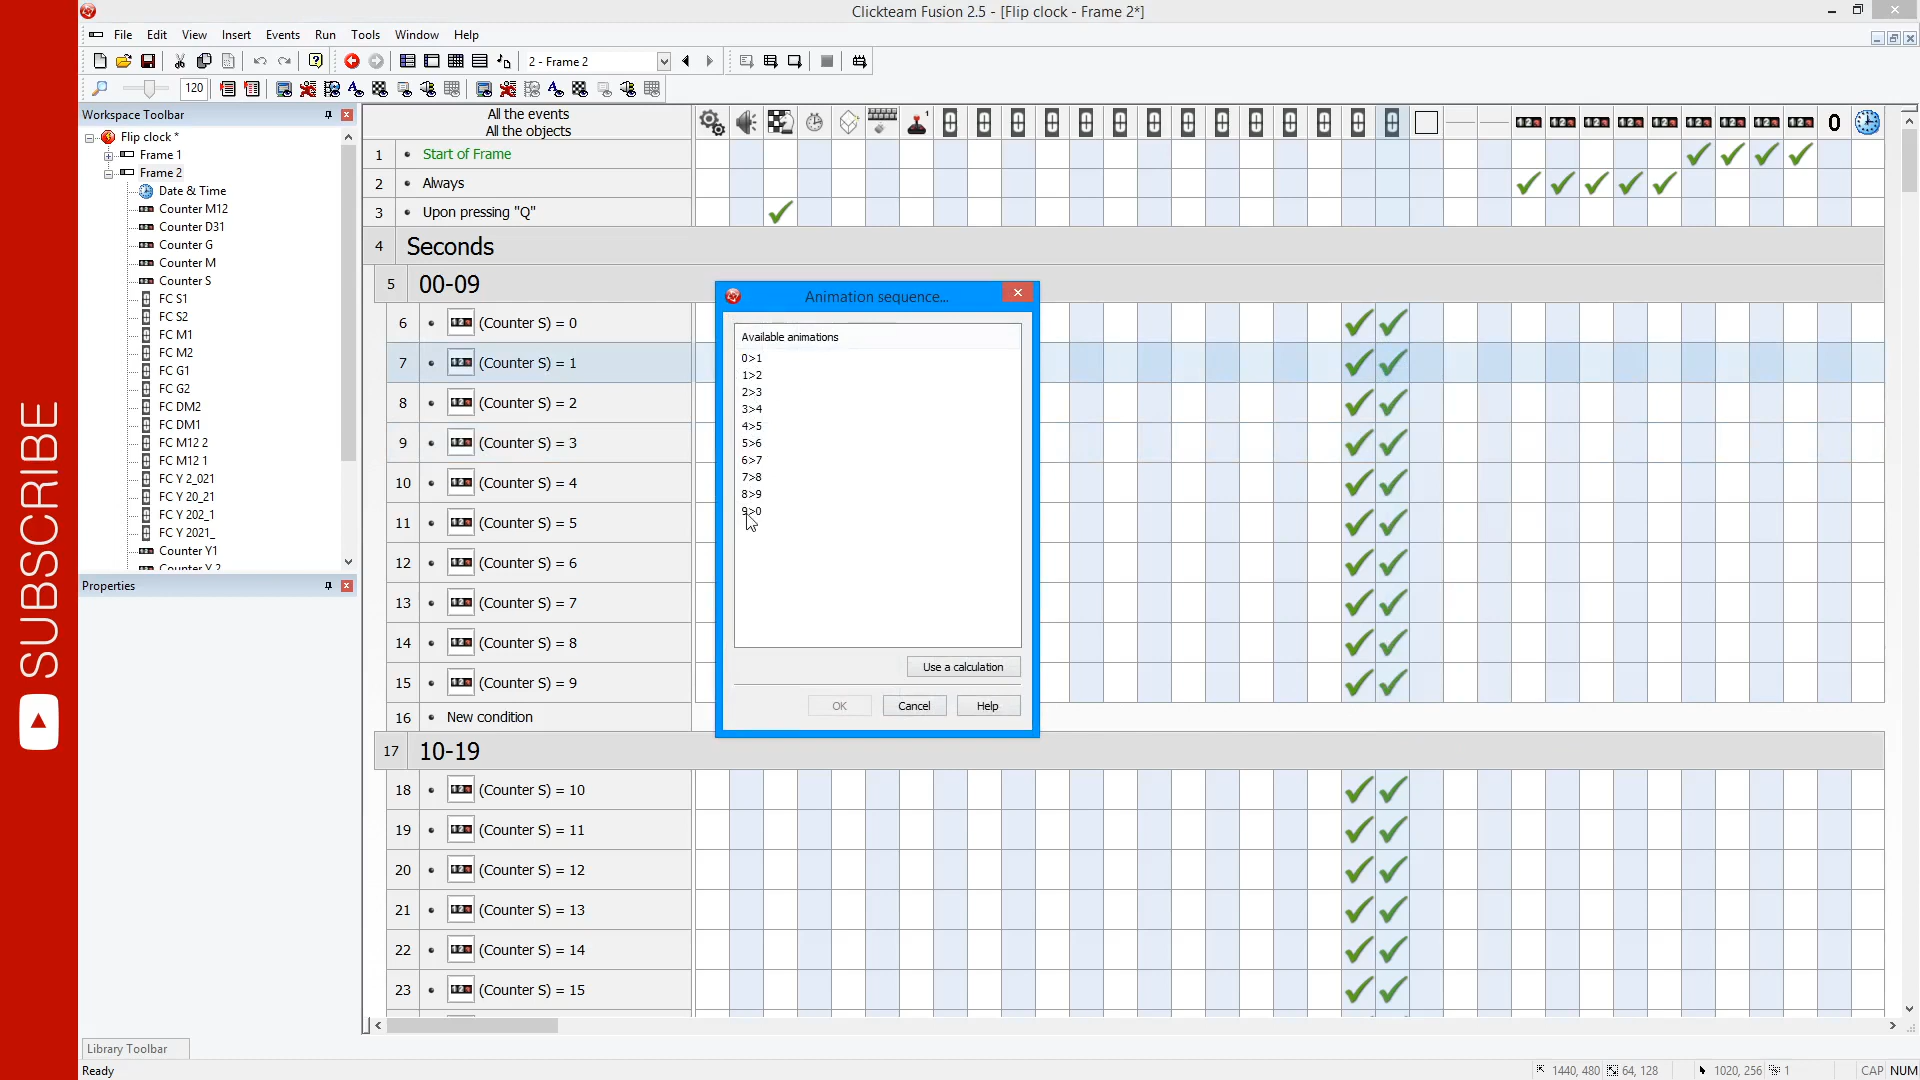 Clickteam Fusion 2.5 - [Flip clock - Frame 2*]
File Edit View Insert Events Run Tools Window Help
2 - Frame 2
120
Workspace Toolbar
Flip clock *
Frame 1
Frame 2
Date & Time
Counter M12
Counter D31
Counter G
Counter M
Counter S
FC S1
FC S2
FC M1
FC M2
FC G1
FC G2
FC DM2
FC DM1
FC M12 2
FC M12 1
FC Y 2_021
FC Y 20_21
FC Y 202_1
FC Y 2021_
Counter Y1
Counter Y 2
Properties
Library Toolbar
Ready
SUBSCRIBE
All the events
All the objects
0
1 • Start of Frame
2 • Always
3 • Upon pressing "Q"
4 Seconds
5 00-09
6 • (Counter S) = 0
7 • (Counter S) = 1
8 • (Counter S) = 2
9 • (Counter S) = 3
10 • (Counter S) = 4
11 • (Counter S) = 5
12 • (Counter S) = 6
13 • (Counter S) = 7
14 • (Counter S) = 8
15 • (Counter S) = 9
16 • New condition
17 10-19
18 • (Counter S) = 10
19 • (Counter S) = 11
20 • (Counter S) = 12
21 • (Counter S) = 13
22 • (Counter S) = 14
23 • (Counter S) = 15
Animation sequence...
Available animations
0>1
1>2
2>3
3>4
4>5
5>6
6>7
7>8
8>9
9>0
Use a calculation
OK Cancel Help
1440, 480 64, 128 1020, 256 1 CAP NUM